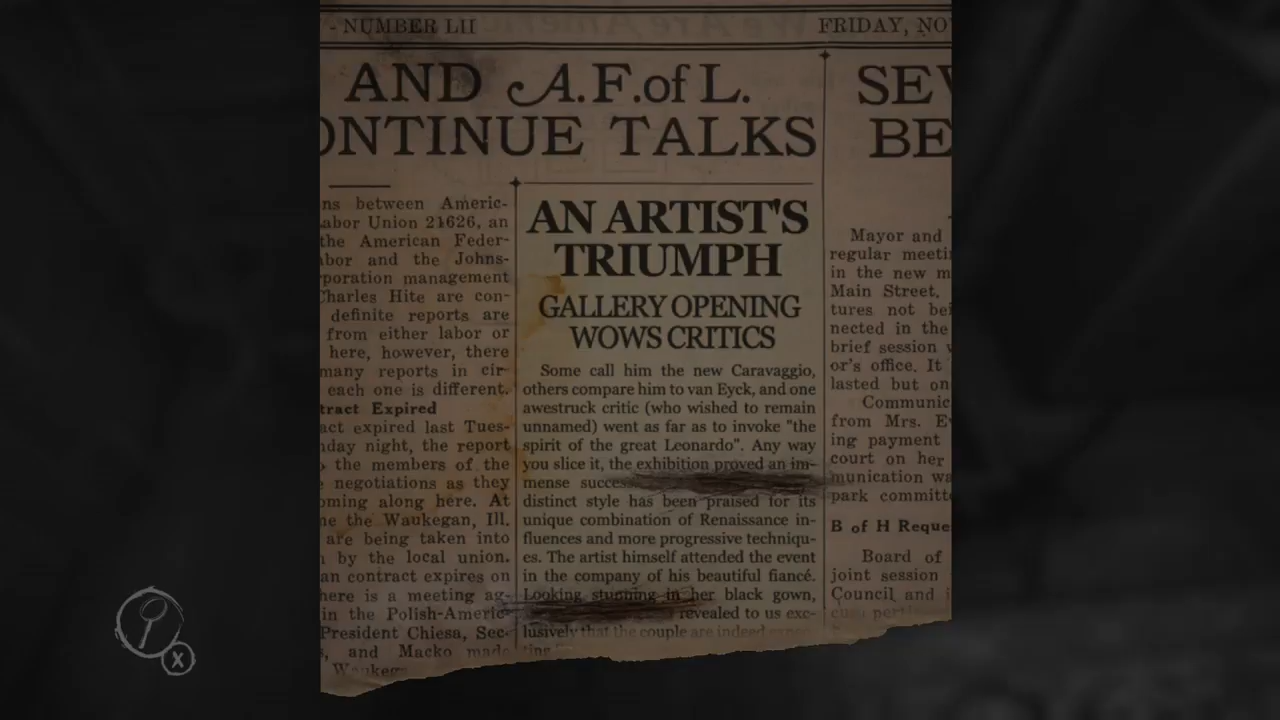 - NUMBER LII
FRIDAY, NO
AND A.F.of L.
ONTINUE TALKS
SE
BE
ns between Americ-
abor Union 21626, an
the American Feder-
bor and the Johns-
poration management
Charles Hite are con-
definite reports are
from either labor or
here, however, there
many reports in cir-
each one is different.
tract Expired
act expired last Tues-
day night, the report
the members of the
negotiations as they
oming along here. At
e the Waukegan, Ill.
are being taken into
by the local union.
an contract expires on
here is a meeting ag-
in the Polish-Americ-
President Chiesa, Sec-
, and Macko made
Waukeg
AN ARTIST'S
TRIUMPH
GALLERY OPENING
WOWS CRITICS
Some call him the new Caravaggio,
others compare him to van Eyck, and one
awestruck critic (who wished to remain
unnamed) went as far as to invoke "the
spirit of the great Leonardo". Any way
you slice it, the exhibition proved an im-
mense success
distinct style has been praised for its
unique combination of Renaissance in-
fluences and more progressive techniqu-
es. The artist himself attended the event
in the company of his beautiful fiancé.
Looking stunning in her black gown,
revealed to us exc-
lusively that the couple are indeed expec-
ting
Mayor and
regular meeti
in the new m
Main Street,
tures not bei
nected in the
brief session
or's office. It
lasted but on
Communic
from Mrs. E
ing payment
court on her
munication wa
park committe
B of H Reque
Board of
joint session
Council and
X